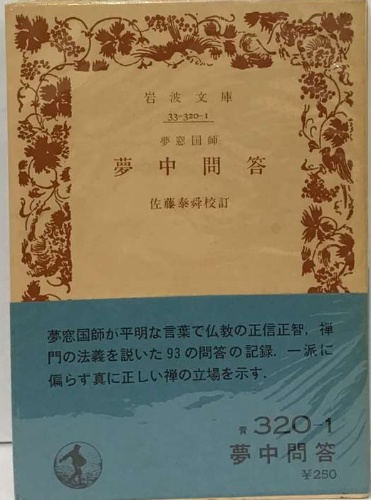 岩波文庫
33-320-1
夢窓国師
夢中問答
佐藤泰舜校訂
夢窓国師が平明な言葉で仏教の正信正智，禅
門の法義を説いた93の問答の記録．一派に
偏らず真に正しい禅の立場を示す．
青 320-1
夢中問答
¥250